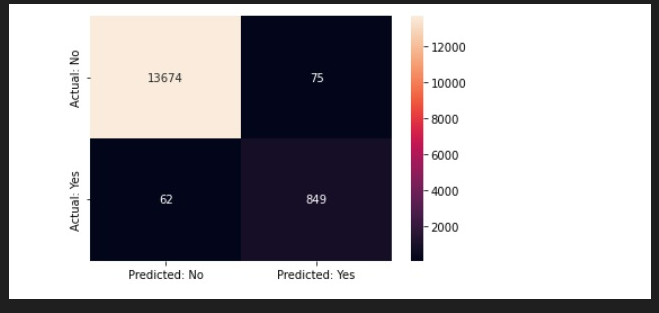 Actual: No
13674 75
Actual: Yes
62 849
Predicted: No Predicted: Yes
12000
10000
8000
6000
4000
2000